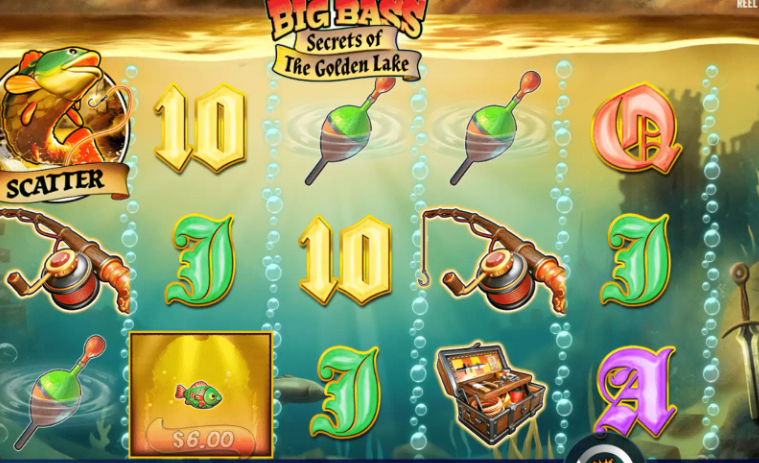 REEL
BIG BASS
Secrets of
The Golden Lake
SCATTER
10
Q
J
10
J
$6.00
J
A